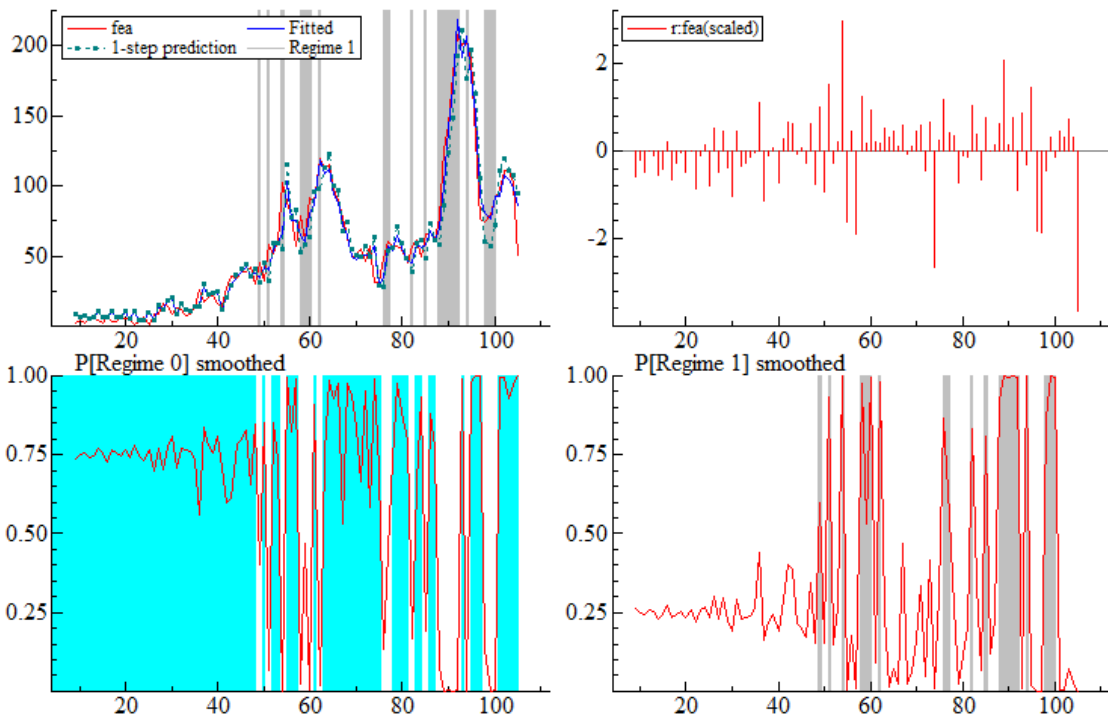 fea Fitted
1-step prediction Regime 1
200
150
100
50
20 40 60 80 100
r:fea(scaled)
2
0
-2
20 40 60 80 100
P[Regime 0] smoothed
1.00
0.75
0.50
0.25
20 40 60 80 100
P[Regime 1] smoothed
1.00
0.75
0.50
0.25
20 40 60 80 100